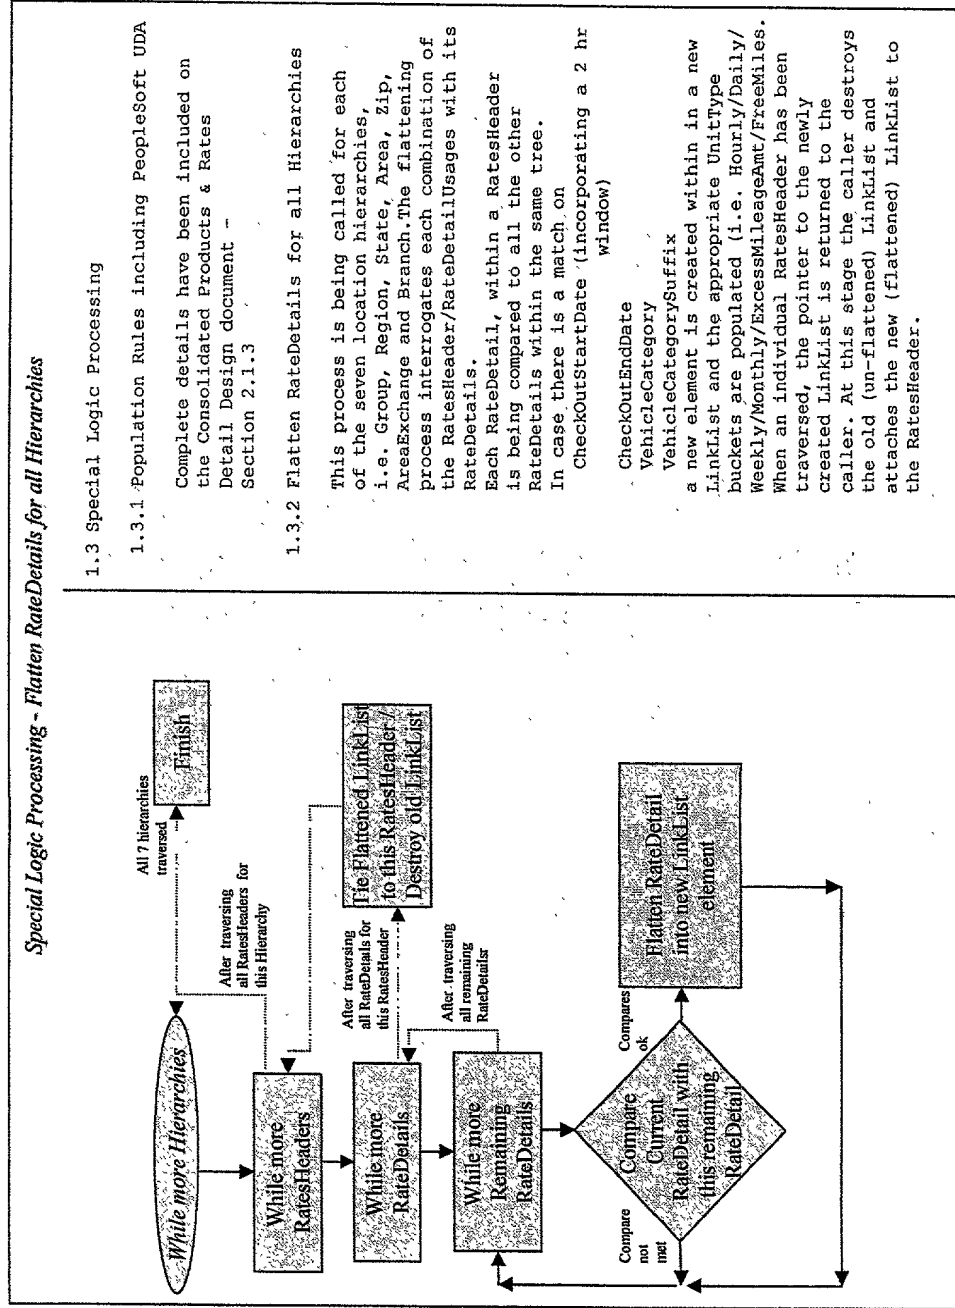 Special Logic Processing - Flatten RateDetails for all Hierarchies
While more Hierarchies
All 7 hierarchies
traversed
Finish
After traversing
all RatesHeaders for
this Hierarchy
While more
RatesHeaders
While more
RateDetails
After traversing
all RateDetails for
this RatesHeader
Tie Flattened LinkList
to this RatesHeader /
Destroy old LinkList
While more
Remaining
RateDetails
After traversing
all remaining
RateDetailsr
Compare
Current
RateDetail with
this remaining
RateDetail
Compare
not
met
Compares
ok
Flatten RateDetail
into new LinkList
element
1.3 Special Logic Processing
1.3.1 Population Rules including PeopleSoft UDA
Complete details have been included on
the Consolidated Products & Rates
Detail Design document –
Section 2.1.3
1.3.2 Flatten RateDetails for all Hierarchies
This process is being called for each
of the seven location hierarchies,
i.e. Group, Region, State, Area, Zip,
AreaExchange and Branch.The flattening
process interrogates each combination of
the RatesHeader/RateDetailUsages with its
RateDetails.
Each RateDetail, within a RatesHeader
is being compared to all the other
RateDetails within the same tree.
In case there is a match on
CheckOutStartDate (incorporating a 2 hr
window)
CheckOutEndDate
VehicleCategory
VehicleCategorySuffix
a new element is created within in a new
LinkList and the appropriate UnitType
buckets are populated (i.e. Hourly/Daily/
Weekly/Monthly/ExcessMileageAmt/FreeMiles.
When an individual RatesHeader has been
traversed, the pointer to the newly
created LinkList is returned to the
caller. At this stage the caller destroys
the old (un-flattened) LinkList and
attaches the new (flattened) LinkList to
the RatesHeader.